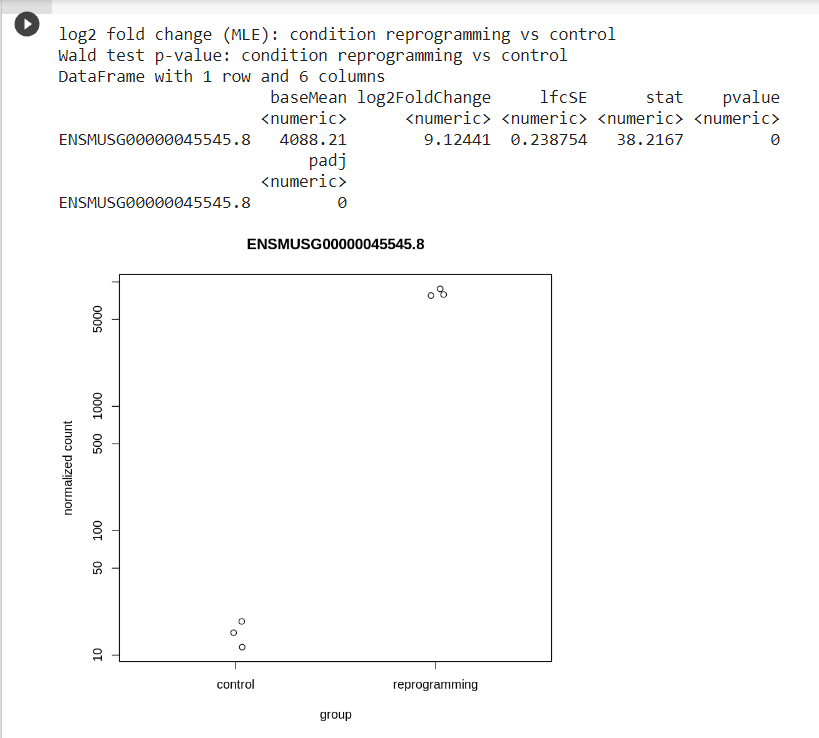 log2 fold change (MLE): condition reprogramming vs control
Wald test p-value: condition reprogramming vs control
DataFrame with 1 row and 6 columns
baseMean log2FoldChange lfcSE stat pvalue
<numeric> <numeric> <numeric> <numeric> <numeric>
ENSMUSG00000045545.8 4088.21 9.12441 0.238754 38.2167 0
padj
<numeric>
ENSMUSG00000045545.8 0
ENSMUSG00000045545.8
5000
1000
500
100
50
10
normalized count
control reprogramming
group